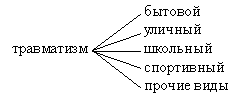 бытовой
уличный
травматизм
школьный
спортивный
прочие виды